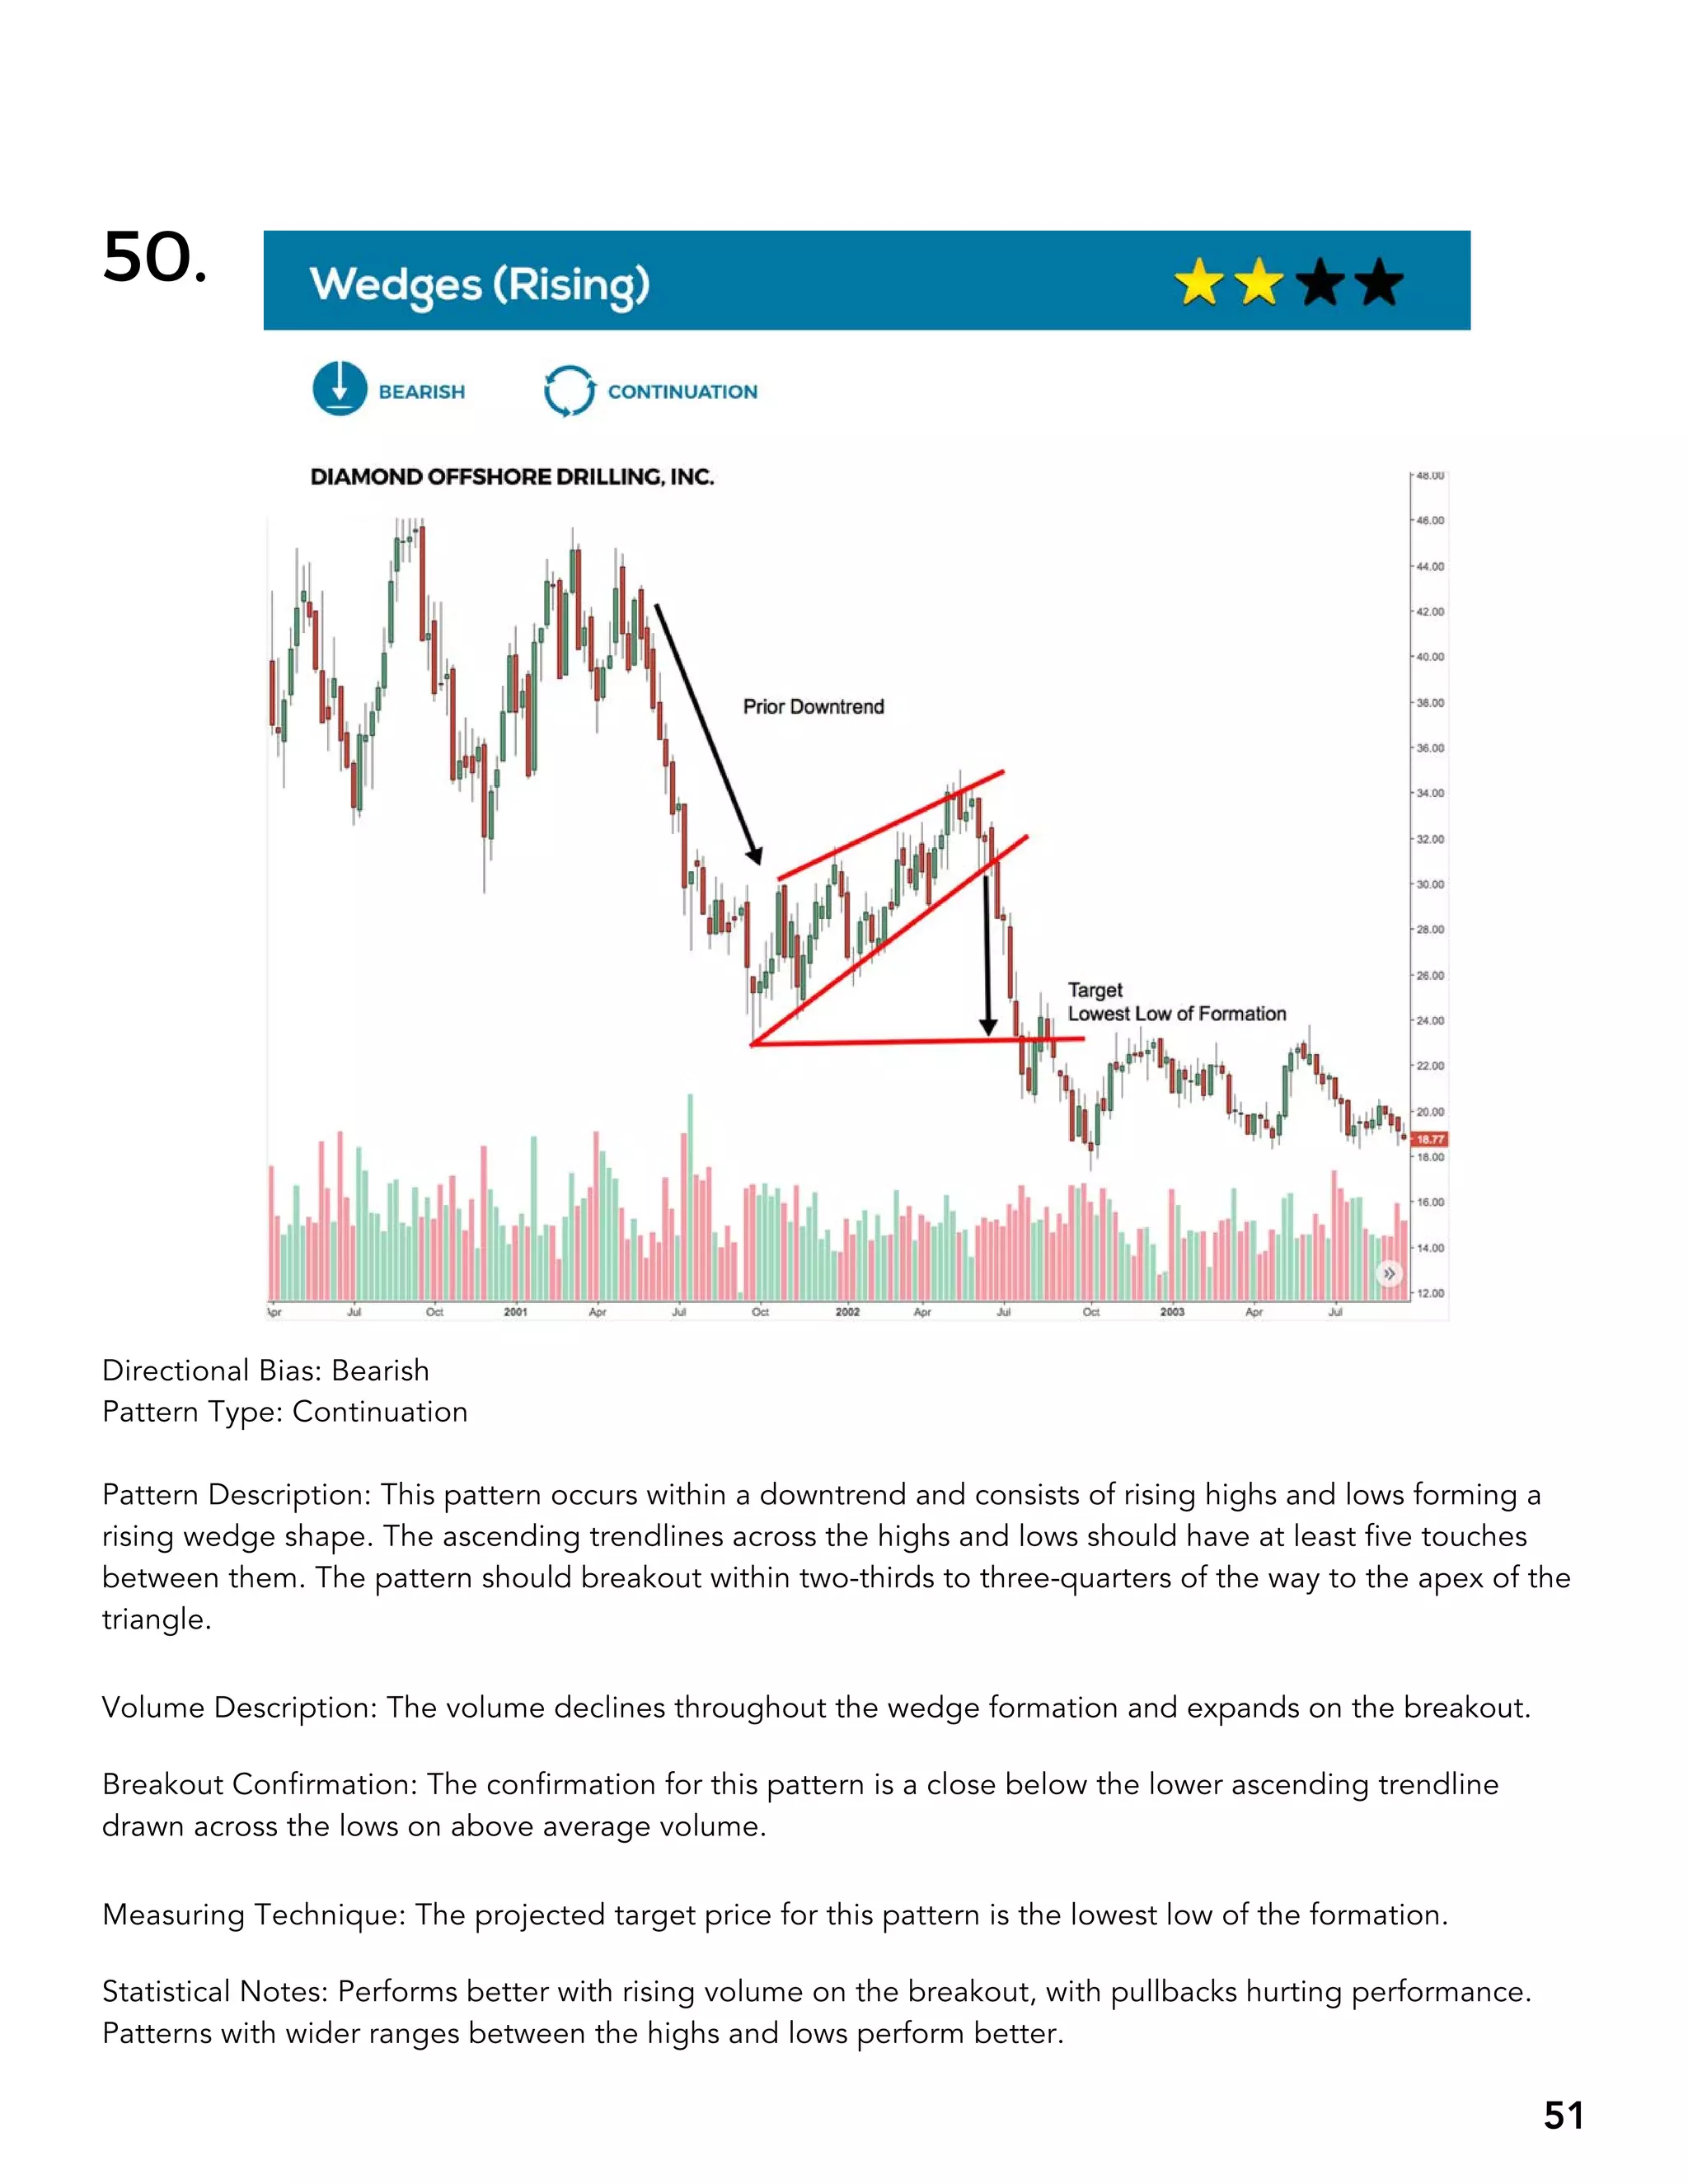 50.
Wedges (Rising)
BEARISH
CONTINUATION
DIAMOND OFFSHORE DRILLING, INC.
48.00
46.00
44.00
42.00
40.00
38.00
36.00
34.00
32.00
30.00
28.00
26.00
24.00
22.00
20.00
18.77
18.00
16.00
14.00
12.00
Prior Downtrend
Target
Lowest Low of Formation
Apr Jul Oct 2001 Apr Jul Oct 2002 Apr Jul Oct 2003 Apr Jul
Directional Bias: Bearish
Pattern Type: Continuation
Pattern Description: This pattern occurs within a downtrend and consists of rising highs and lows forming a
rising wedge shape. The ascending trendlines across the highs and lows should have at least five touches
between them. The pattern should breakout within two-thirds to three-quarters of the way to the apex of the
triangle.
Volume Description: The volume declines throughout the wedge formation and expands on the breakout.
Breakout Confirmation: The confirmation for this pattern is a close below the lower ascending trendline
drawn across the lows on above average volume.
Measuring Technique: The projected target price for this pattern is the lowest low of the formation.
Statistical Notes: Performs better with rising volume on the breakout, with pullbacks hurting performance.
Patterns with wider ranges between the highs and lows perform better.
51